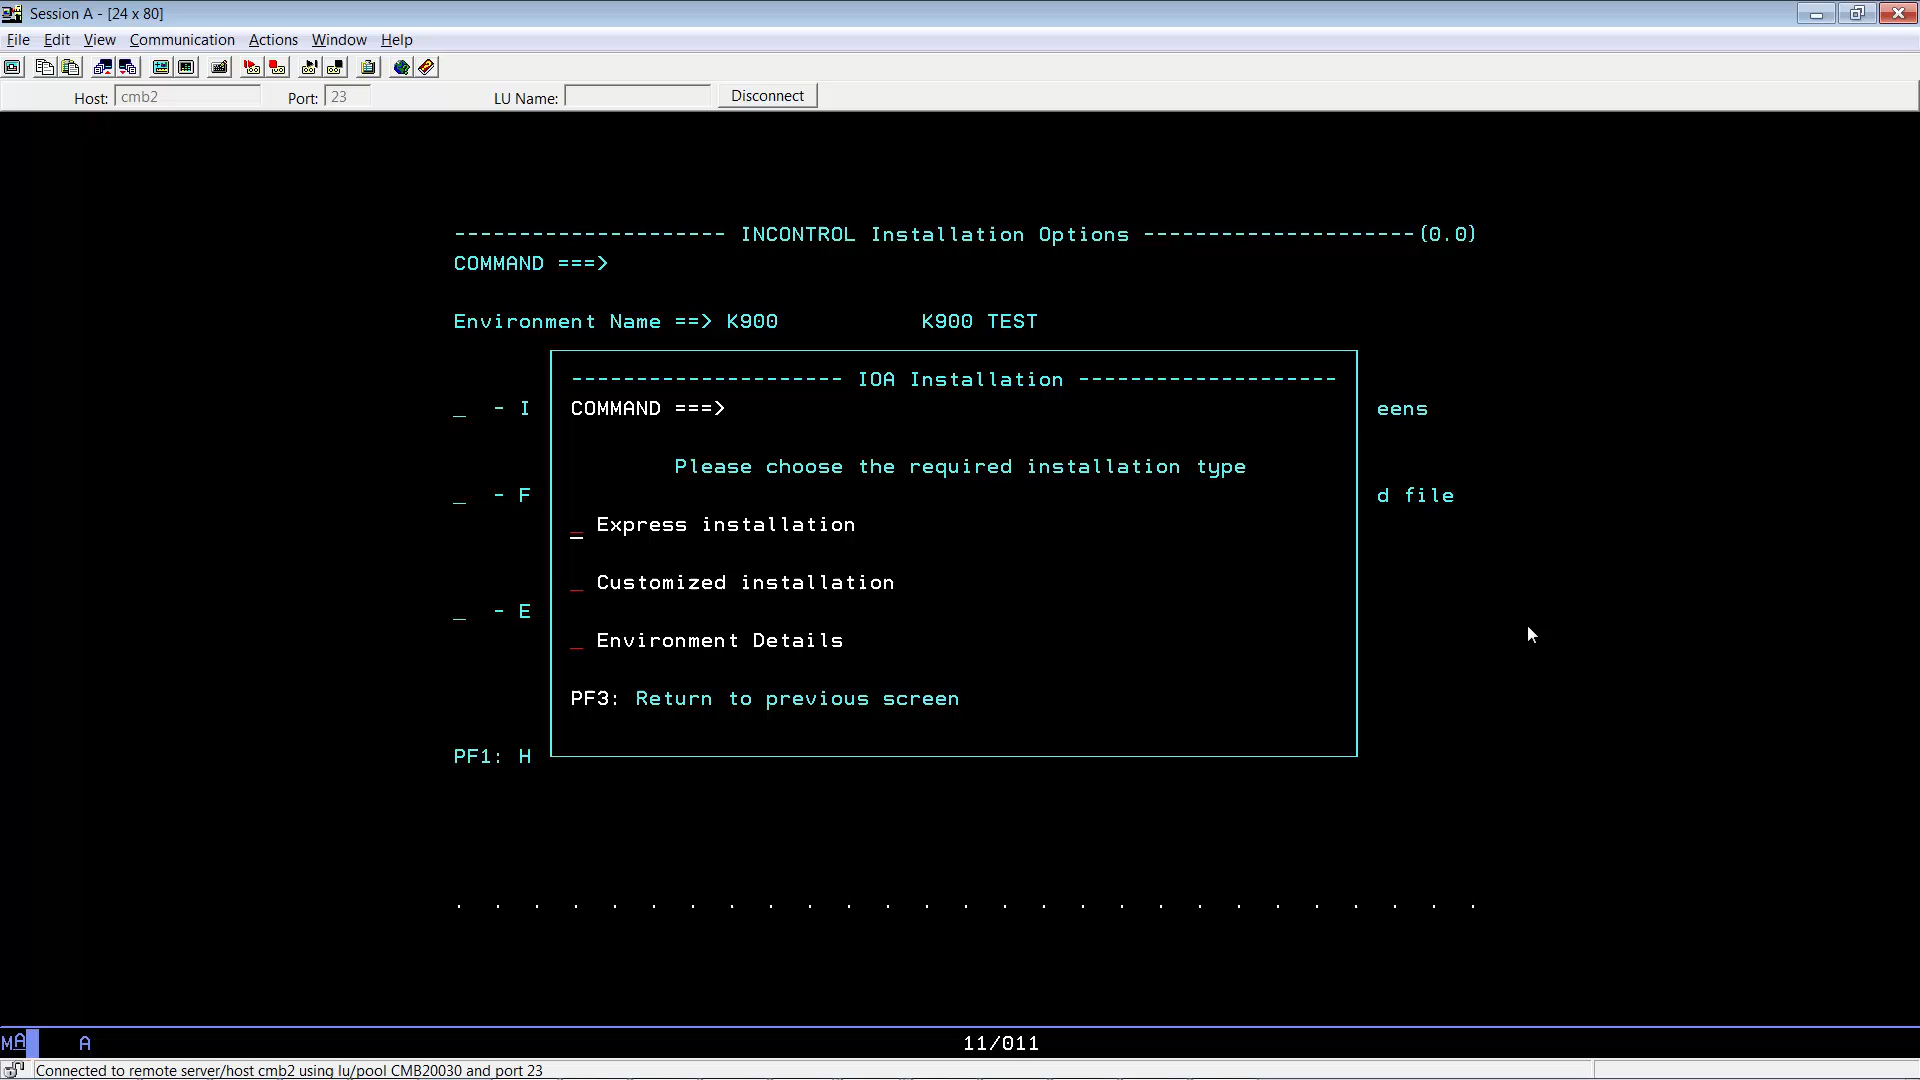 Session A - [24 x 80]
File Edit View Communication Actions Window Help
Host: cmb2 Port: 23 LU Name: Disconnect
--------------------- INCONTROL Installation Options ---------------------(0.0)
COMMAND ===>
Environment Name ==> K900 K900 TEST
--------------------- IOA Installation --------------------
_ - I COMMAND ===> eens
Please choose the required installation type
_ - F d file
_ Express installation
_ Customized installation
_ - E
_ Environment Details
PF3: Return to previous screen
PF1: H
. . . . . . . . . . . . . . . . . . . . . . . . . . .
MA A 11/011
Connected to remote server/host cmb2 using lu/pool CMB20030 and port 23